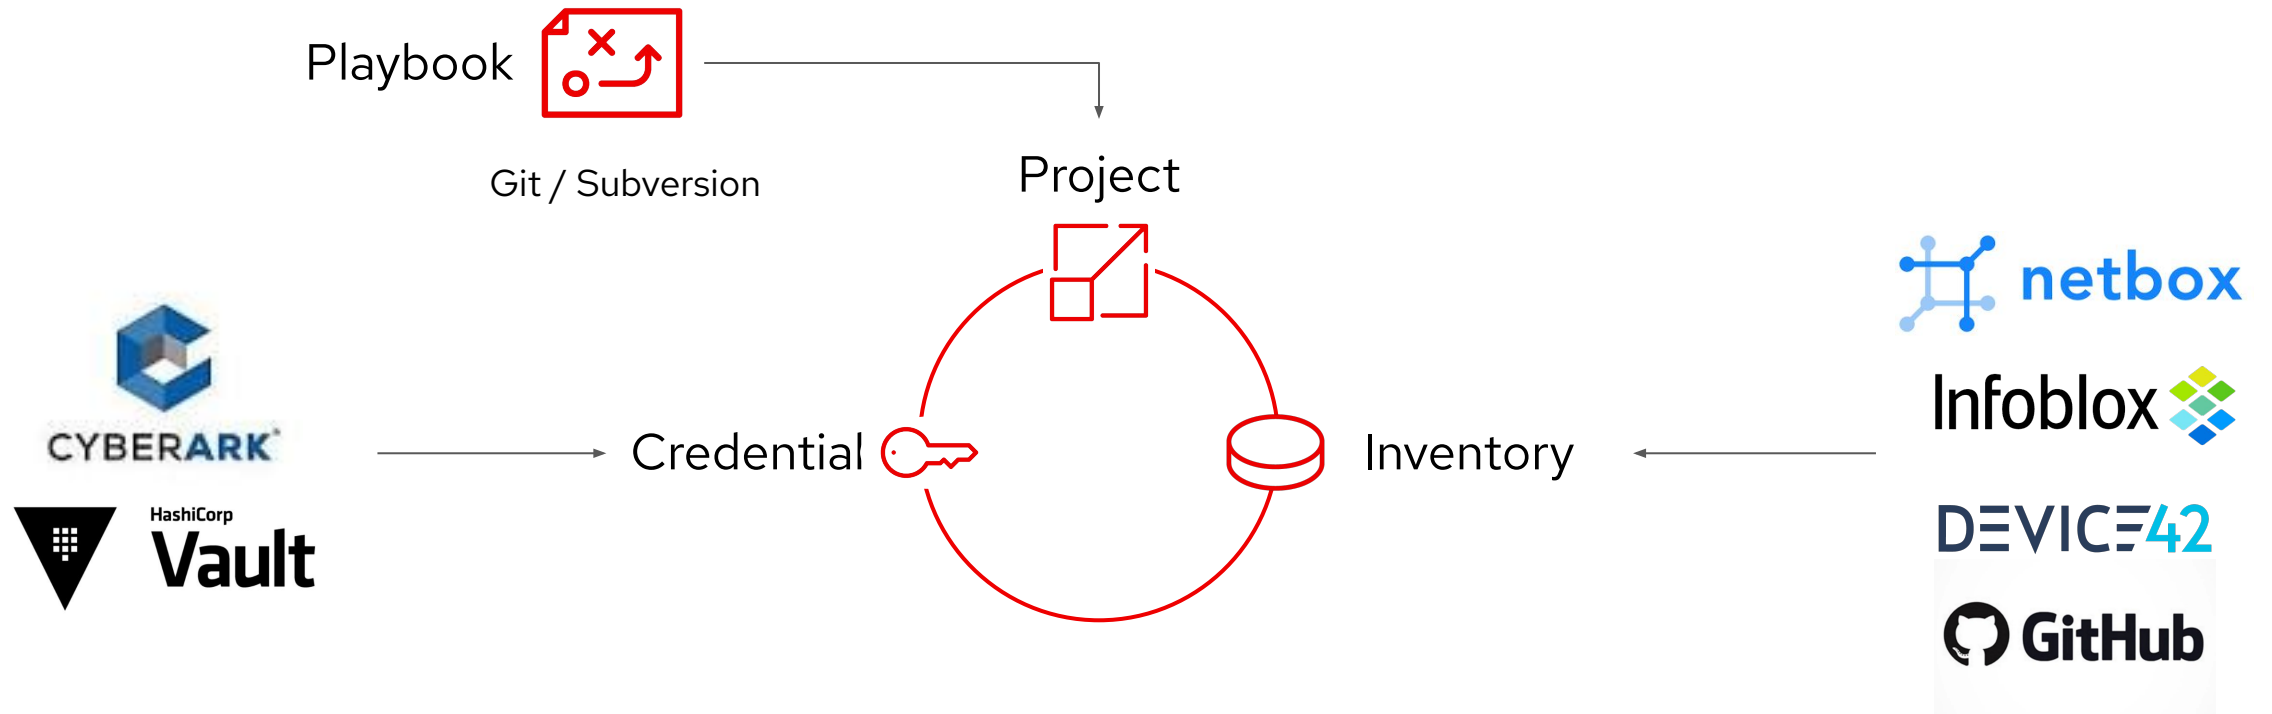 Playbook
Git / Subversion
Project
CYBERARK
HashiCorp
Vault
Credential
Inventory
netbox
Infoblox
DEVICE42
GitHub